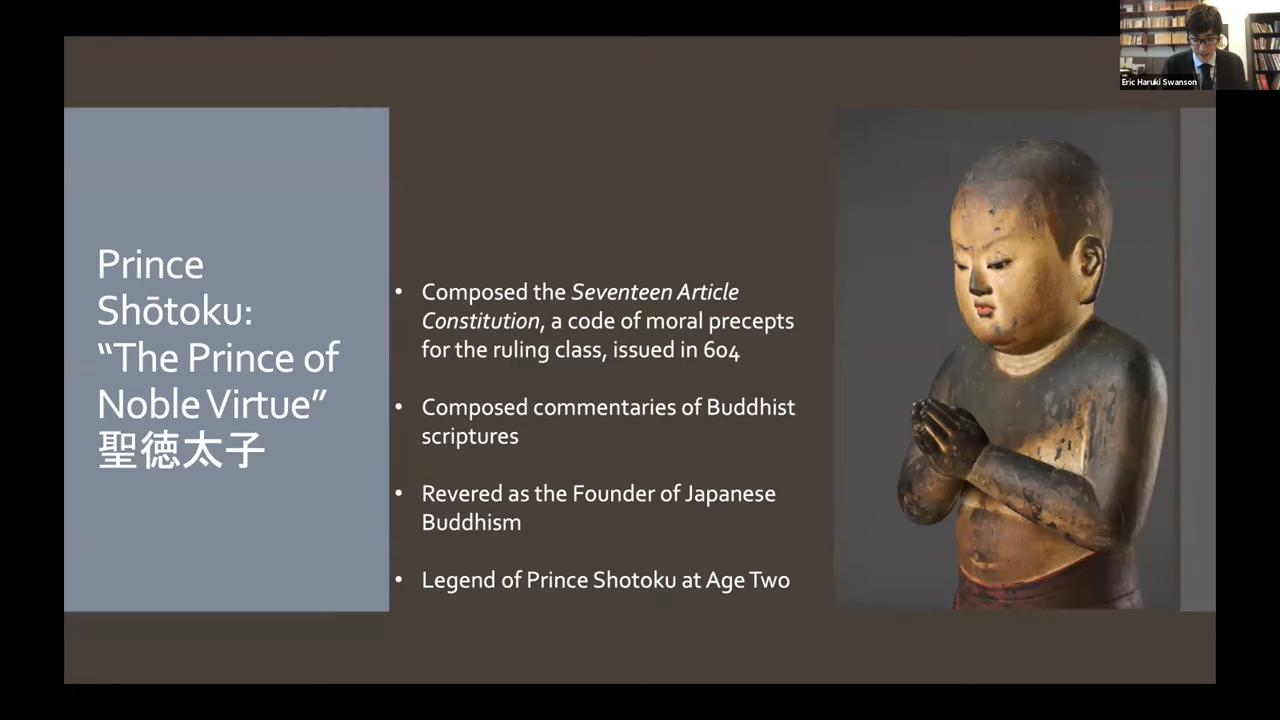 Eric Haruki Swanson
Prince
Shōtoku:
“The Prince of
Noble Virtue”
聖徳太子
• Composed the Seventeen Article
Constitution, a code of moral precepts
for the ruling class, issued in 604
• Composed commentaries of Buddhist
scriptures
• Revered as the Founder of Japanese
Buddhism
• Legend of Prince Shotoku at Age Two